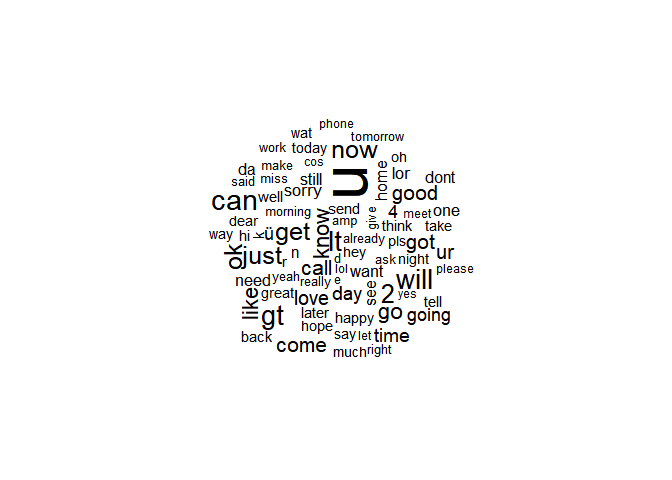 phone
wat
tomorrow
work today cos now oh
da make home lor dont
said miss still u
can well sorry good
morning send give 4 meet one
dear know amp think take
way hi k ü get lt already pls got
ok just r n d hey ask night ur
call lol want please
need yeah really e see will
like great love day 2 yes tell
gt later happy go going
hope say let time
back come much right